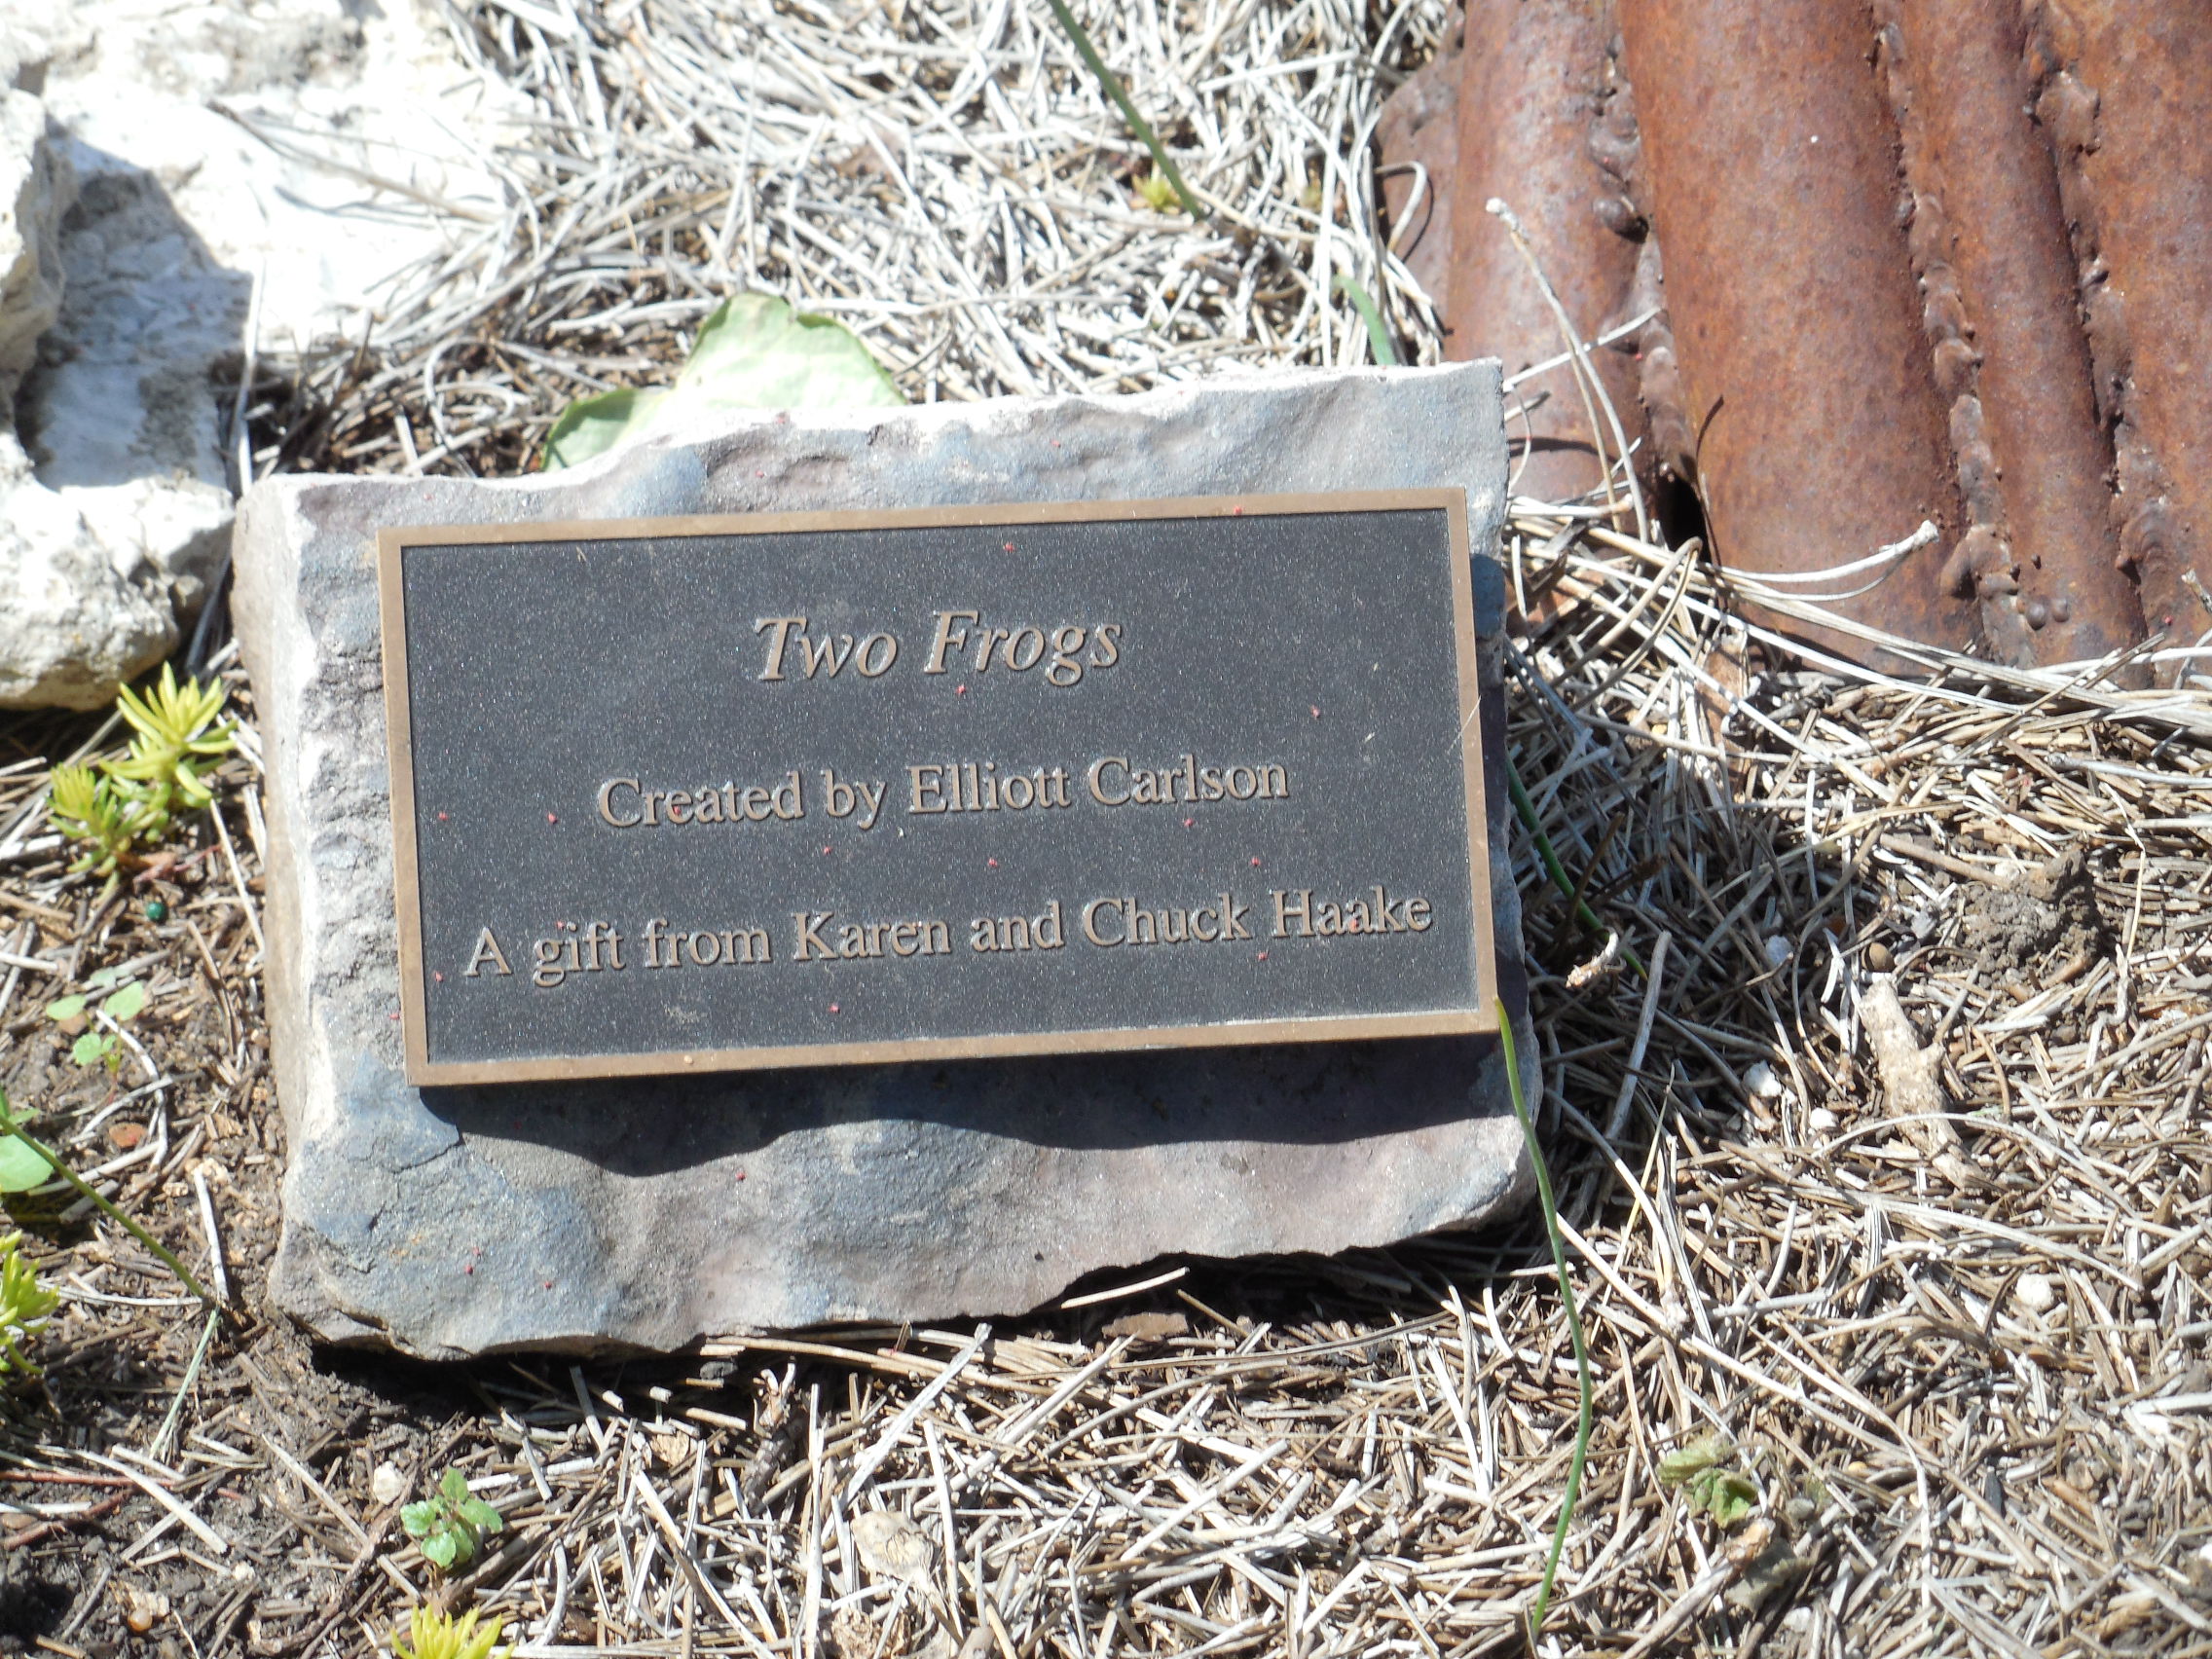 Two Frogs
Created by Elliott Carlson
A gift from Karen and Chuck Haake